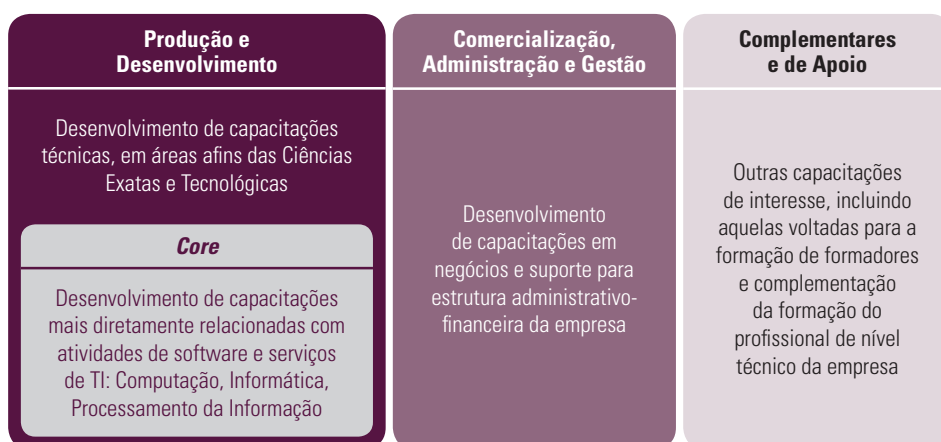 Produção e
Desenvolvimento
Desenvolvimento de capacitações
técnicas, em áreas afins das Ciências
Exatas e Tecnológicas
Core
Desenvolvimento de capacitações
mais diretamente relacionadas com
atividades de software e serviços
de TI: Computação, Informática,
Processamento da Informação
Comercialização,
Administração e Gestão
Desenvolvimento
de capacitações em
negócios e suporte para
estrutura administrativo-
financeira da empresa
Complementares
e de Apoio
Outras capacitações
de interesse, incluindo
aquelas voltadas para a
formação de formadores
e complementação
da formação do
profissional de nível
técnico da empresa